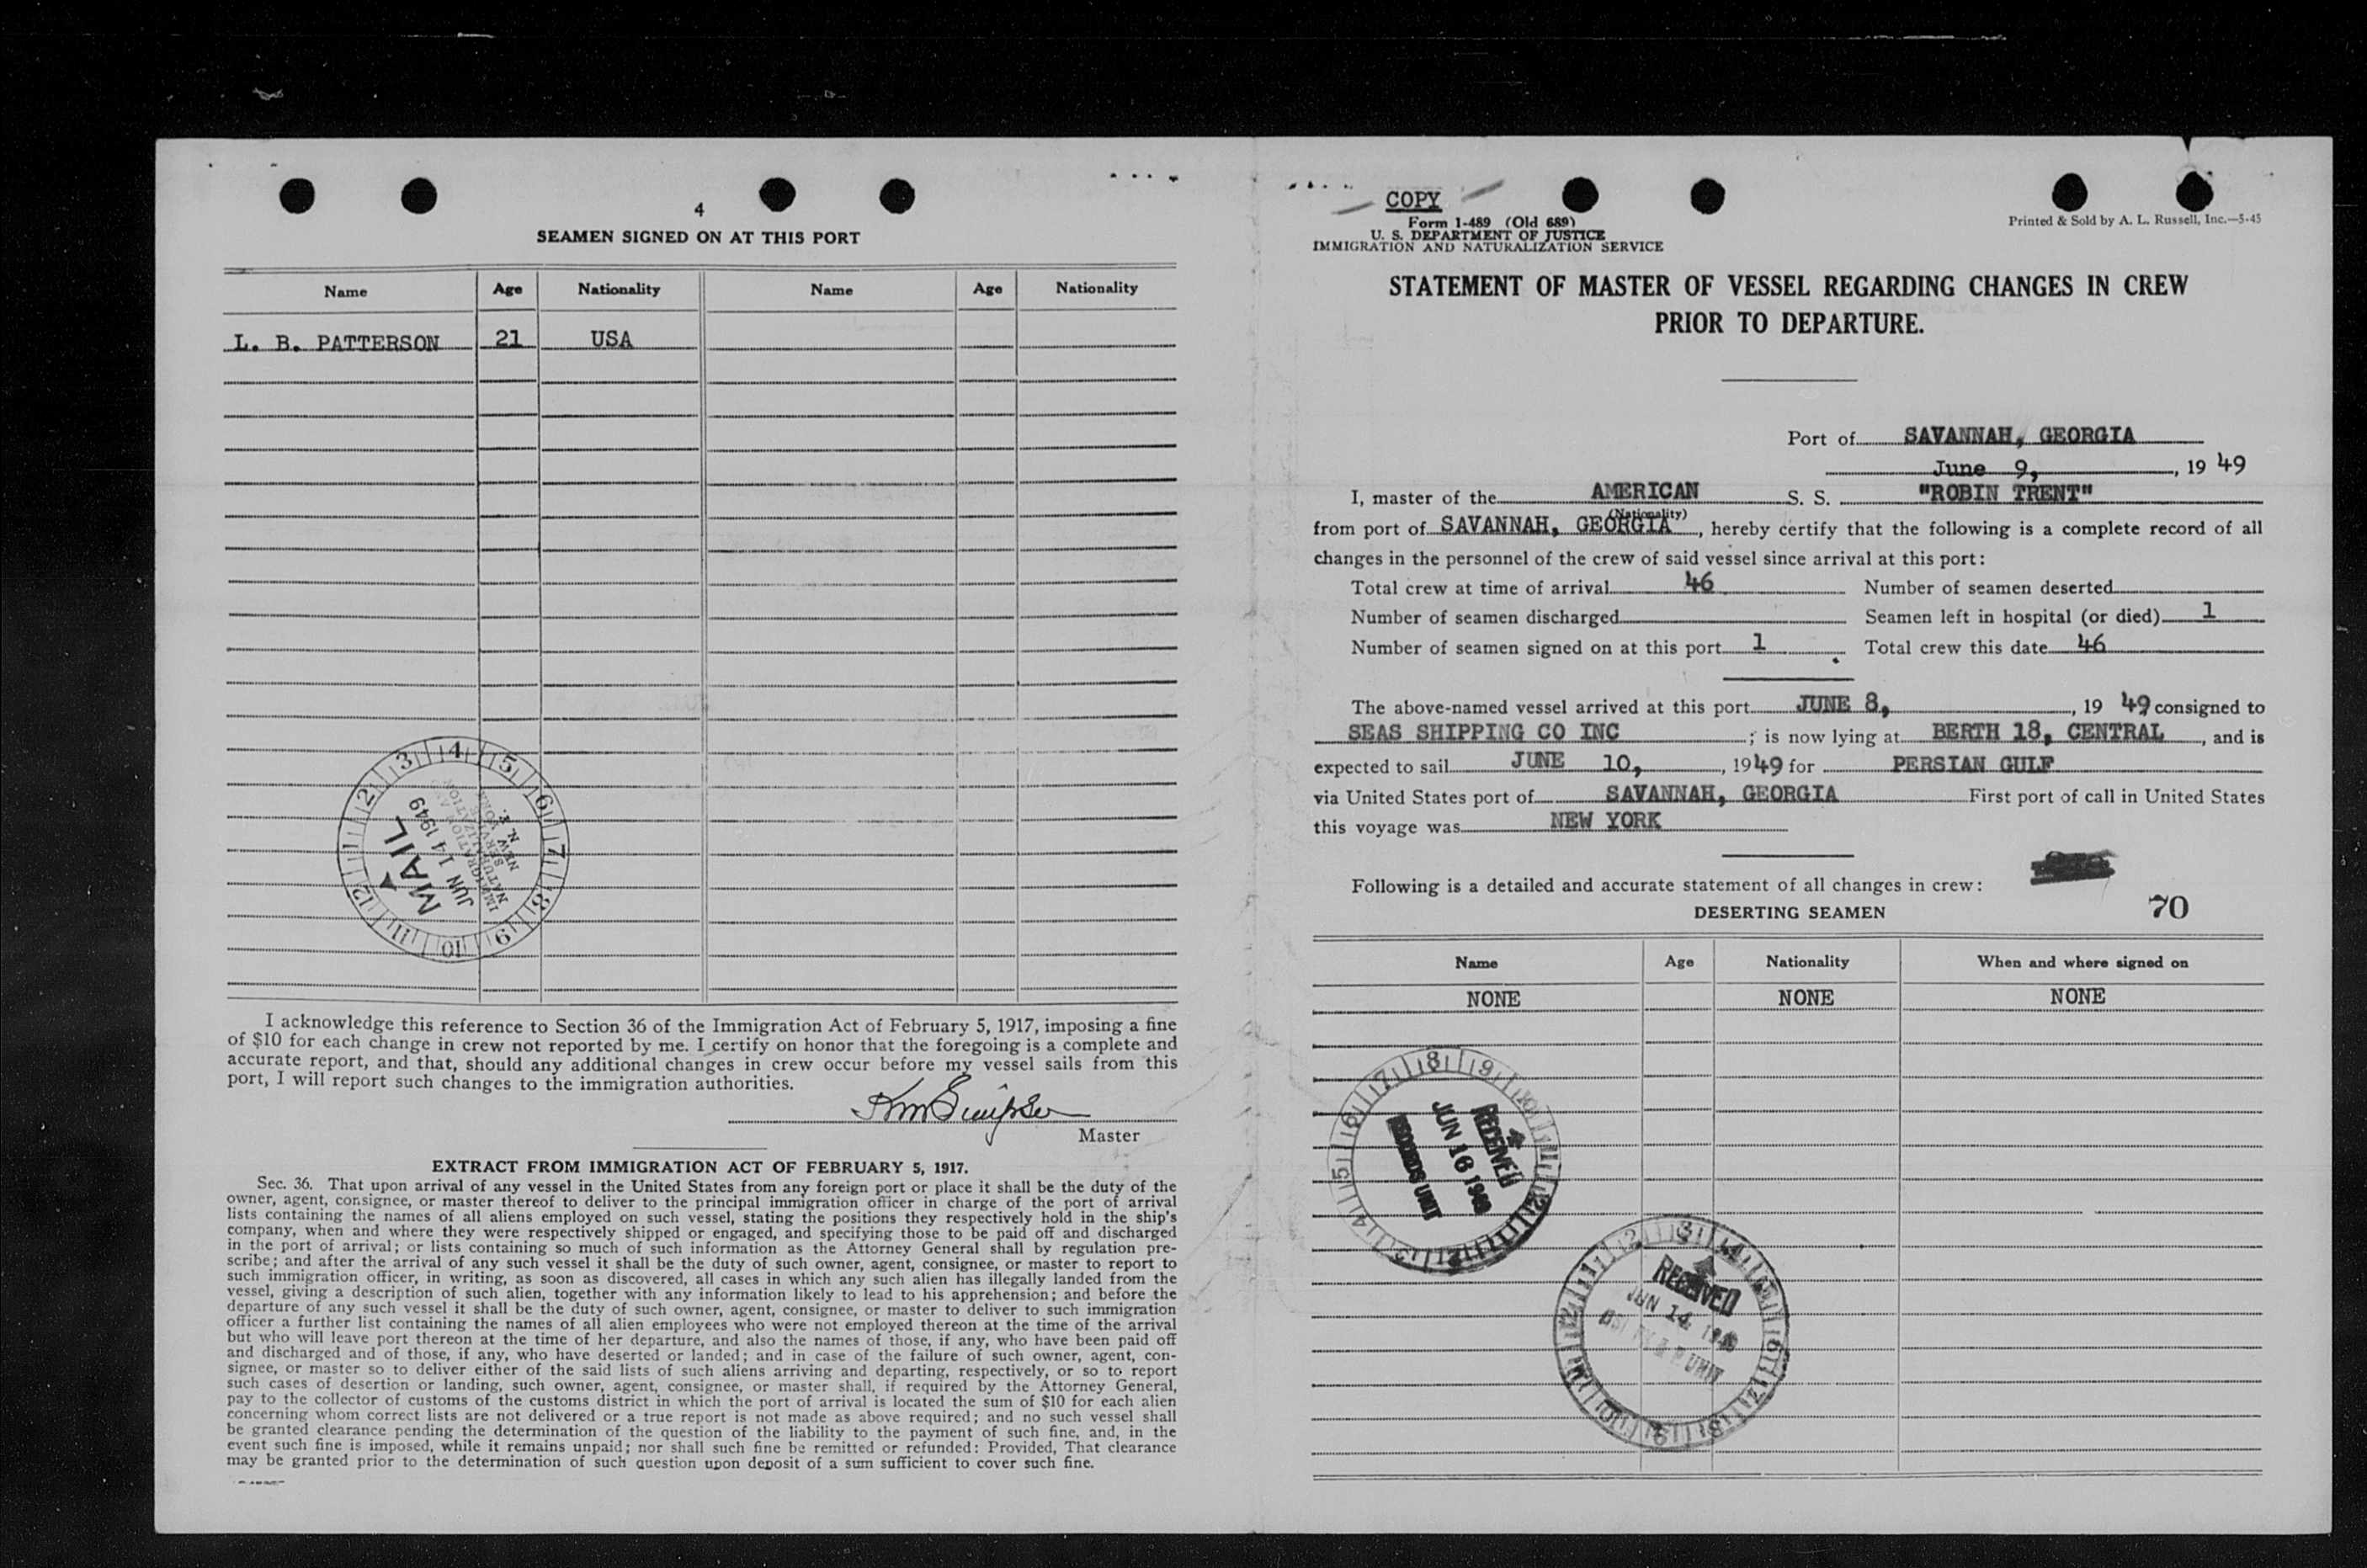 4
SEAMEN SIGNED ON AT THIS PORT
Name Age Nationality Name Age Nationality
L. B. PATTERSON 21 USA
1 2 3 4 5 6 7 8 9 10 11 12
MAIL
JUN 14 1949
IMMIGRATION
NATURALIZATION
SERVICE
NEW
I acknowledge this reference to Section 36 of the Immigration Act of February 5, 1917, imposing a fine
of $10 for each change in crew not reported by me. I certify on honor that the foregoing is a complete and
accurate report, and that, should any additional changes in crew occur before my vessel sails from this
port, I will report such changes to the immigration authorities.
Master
EXTRACT FROM IMMIGRATION ACT OF FEBRUARY 5, 1917.
Sec. 36. That upon arrival of any vessel in the United States from any foreign port or place it shall be the duty of the
owner, agent, consignee, or master thereof to deliver to the principal immigration officer in charge of the port of arrival
lists containing the names of all aliens employed on such vessel, stating the positions they respectively hold in the ship's
company, when and where they were respectively shipped or engaged, and specifying those to be paid off and discharged
in the port of arrival; or lists containing so much of such information as the Attorney General shall by regulation pre-
scribe; and after the arrival of any such vessel it shall be the duty of such owner, agent, consignee, or master to report to
such immigration officer, in writing, as soon as discovered, all cases in which any such alien has illegally landed from the
vessel, giving a description of such alien, together with any information likely to lead to his apprehension; and before the
departure of any such vessel it shall be the duty of such owner, agent, consignee, or master to deliver to such immigration
officer a further list containing the names of all alien employees who were not employed thereon at the time of the arrival
but who will leave port thereon at the time of her departure, and also the names of those, if any, who have been paid off
and discharged and of those, if any, who have deserted or landed; and in case of the failure of such owner, agent, con-
signee, or master so to deliver either of the said lists of such aliens arriving and departing, respectively, or so to report
such cases of desertion or landing, such owner, agent, consignee, or master shall, if required by the Attorney General,
pay to the collector of customs of the customs district in which the port of arrival is located the sum of $10 for each alien
concerning whom correct lists are not delivered or a true report is not made as above required; and no such vessel shall
be granted clearance pending the determination of the question of the liability to the payment of such fine, and, in the
event such fine is imposed, while it remains unpaid; nor shall such fine be remitted or refunded: Provided, That clearance
may be granted prior to the determination of such question upon deposit of a sum sufficient to cover such fine.
COPY
Form 1-489 (Old 689)
U. S. DEPARTMENT OF JUSTICE
IMMIGRATION AND NATURALIZATION SERVICE
Printed & Sold by A. L. Russell, Inc.—5-45
STATEMENT OF MASTER OF VESSEL REGARDING CHANGES IN CREW
PRIOR TO DEPARTURE.
Port of SAVANNAH, GEORGIA
June 9, , 19 49
I, master of the AMERICAN S. S. "ROBIN TRENT"
(Nationality)
from port of SAVANNAH, GEORGIA , hereby certify that the following is a complete record of all
changes in the personnel of the crew of said vessel since arrival at this port:
Total crew at time of arrival 46 Number of seamen deserted
Number of seamen discharged Seamen left in hospital (or died) 1
Number of seamen signed on at this port 1 Total crew this date 46
The above-named vessel arrived at this port JUNE 8, , 19 49, consigned to
SEAS SHIPPING CO INC ; is now lying at BERTH 18, CENTRAL , and is
expected to sail JUNE 10, , 1949 for PERSIAN GULF
via United States port of SAVANNAH, GEORGIA First port of call in United States
this voyage was NEW YORK
Following is a detailed and accurate statement of all changes in crew:
DESERTING SEAMEN
70
Name Age Nationality When and where signed on
NONE NONE NONE
RECEIVED
JUN 16 1949
RECORDS UNIT
RECEIVED
JUN 14 1949
UNIT